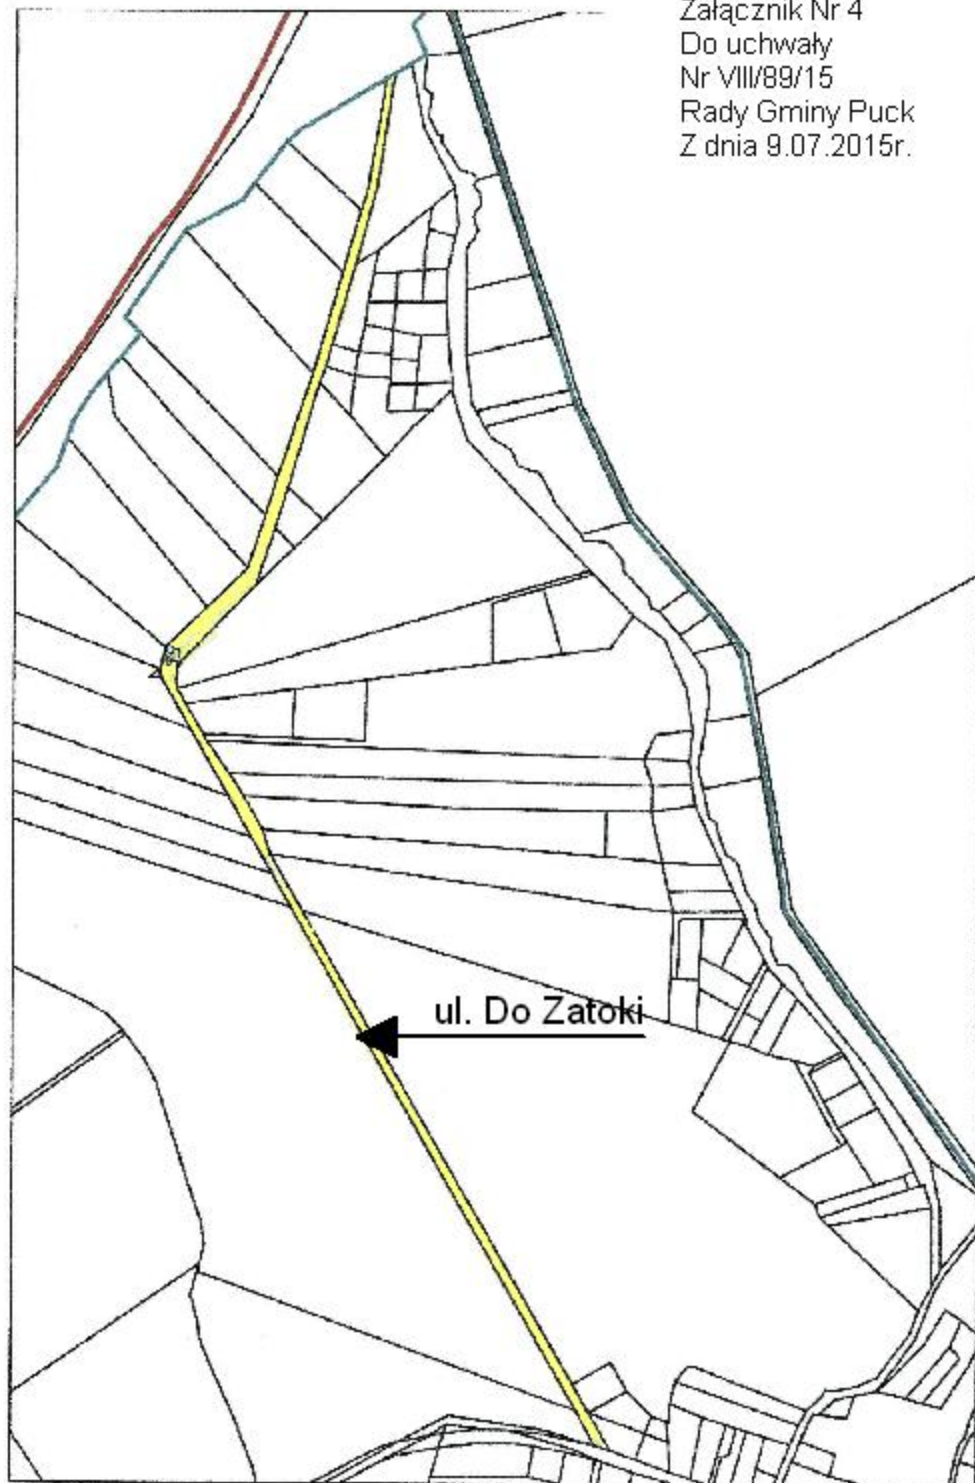 Załącznik Nr 4
Do uchwały
Nr VIII/89/15
Rady Gminy Puck
Z dnia 9.07.2015r.
ul. Do Zatoki